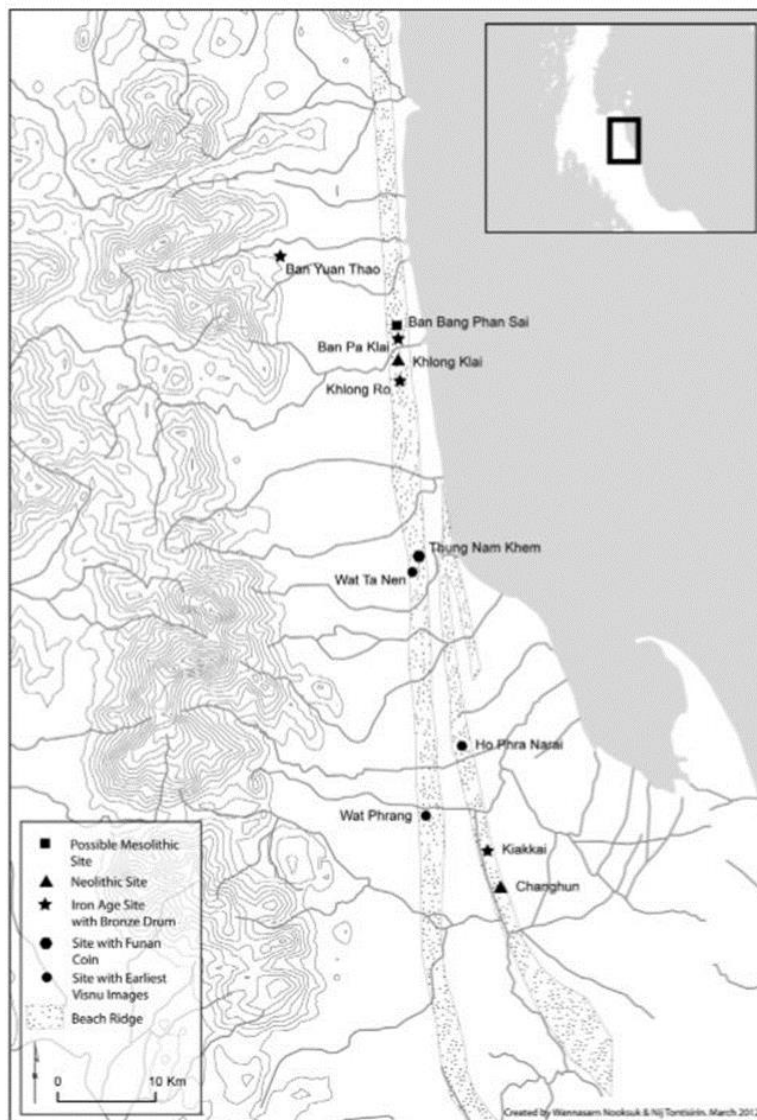 Ban Yuan Thao
Ban Bang Phan Sai
Ban Pa Klai
Khlong Klai
Khlong Ro
Thung Nam Khem
Wat Ta Nen
Ho Phra Narai
Wat Phrang
Kiakkai
Changhun
Possible Mesolithic
Site
Neolithic Site
Iron Age Site
with Bronze Drum
Site with Funan
Coin
Site with Earliest
Visnu Images
Beach Ridge
0 10 Km
Created by Wannasarn Nooksuk & Nij Tontisirin. March 2012